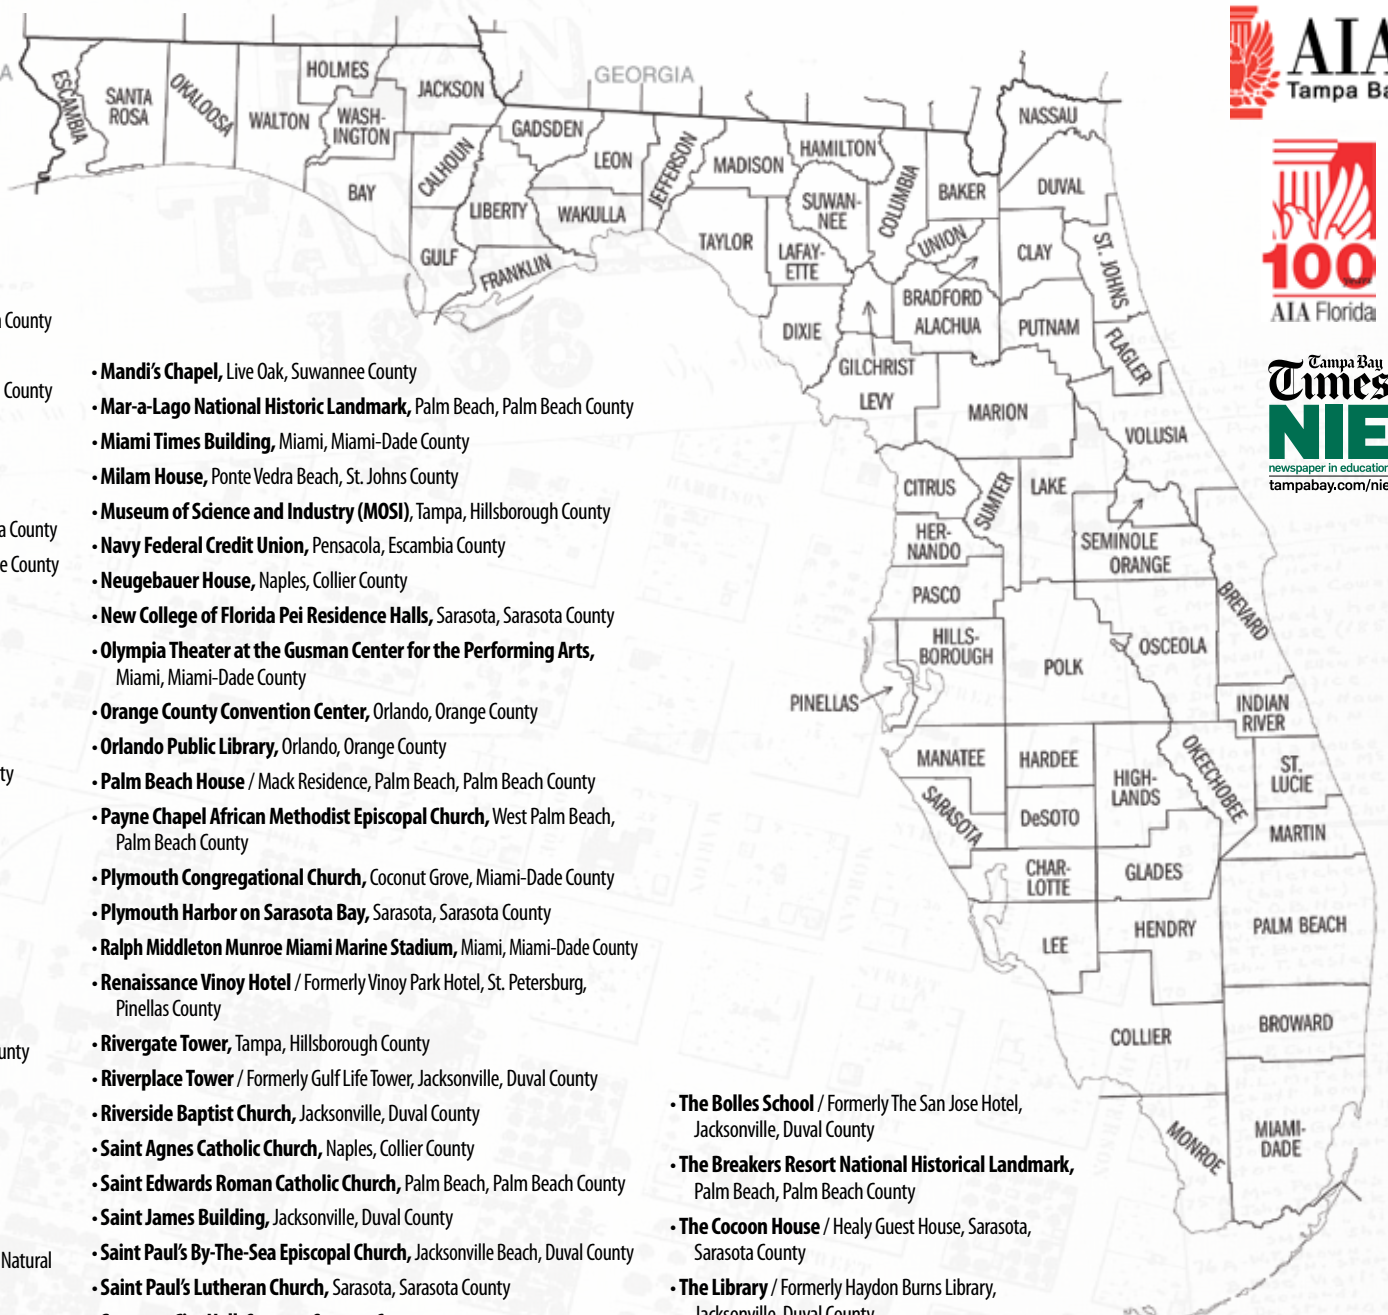 GEORGIA
ESCAMBIA
SANTA
ROSA
OKALOOSA
WALTON
HOLMES
WASH-
INGTON
JACKSON
BAY
CALHOUN
GULF
LIBERTY
GADSDEN
LEON
WAKULLA
FRANKLIN
JEFFERSON
MADISON
TAYLOR
HAMILTON
SUWAN-
NEE
LAFAY-
ETTE
DIXIE
COLUMBIA
BAKER
UNION
BRADFORD
ALACHUA
GILCHRIST
LEVY
NASSAU
DUVAL
CLAY
ST. JOHNS
PUTNAM
FLAGLER
MARION
VOLUSIA
CITRUS
SUMTER
LAKE
HER-
NANDO
SEMINOLE
ORANGE
PASCO
BREVARD
HILLS-
BOROUGH
POLK
OSCEOLA
PINELLAS
INDIAN
RIVER
MANATEE
HARDEE
HIGH-
LANDS
OKEECHOBEE
ST.
LUCIE
SARASOTA
DeSOTO
MARTIN
CHAR-
LOTTE
GLADES
LEE
HENDRY
PALM BEACH
COLLIER
BROWARD
MONROE
MIAMI-
DADE
AIA
Tampa Ba
100
AIA Florida
Tampa Bay
Times
NIE
newspaper in education
tampabay.com/nie
County
County
a County
e County
ty
unty
Natural
• Mandi's Chapel, Live Oak, Suwannee County
• Mar-a-Lago National Historic Landmark, Palm Beach, Palm Beach County
• Miami Times Building, Miami, Miami-Dade County
• Milam House, Ponte Vedra Beach, St. Johns County
• Museum of Science and Industry (MOSI), Tampa, Hillsborough County
• Navy Federal Credit Union, Pensacola, Escambia County
• Neugebauer House, Naples, Collier County
• New College of Florida Pei Residence Halls, Sarasota, Sarasota County
• Olympia Theater at the Gusman Center for the Performing Arts,
Miami, Miami-Dade County
• Orange County Convention Center, Orlando, Orange County
• Orlando Public Library, Orlando, Orange County
• Palm Beach House / Mack Residence, Palm Beach, Palm Beach County
• Payne Chapel African Methodist Episcopal Church, West Palm Beach,
Palm Beach County
• Plymouth Congregational Church, Coconut Grove, Miami-Dade County
• Plymouth Harbor on Sarasota Bay, Sarasota, Sarasota County
• Ralph Middleton Munroe Miami Marine Stadium, Miami, Miami-Dade County
• Renaissance Vinoy Hotel / Formerly Vinoy Park Hotel, St. Petersburg,
Pinellas County
• Rivergate Tower, Tampa, Hillsborough County
• Riverplace Tower / Formerly Gulf Life Tower, Jacksonville, Duval County
• Riverside Baptist Church, Jacksonville, Duval County
• Saint Agnes Catholic Church, Naples, Collier County
• Saint Edwards Roman Catholic Church, Palm Beach, Palm Beach County
• Saint James Building, Jacksonville, Duval County
• Saint Paul's By-The-Sea Episcopal Church, Jacksonville Beach, Duval County
• Saint Paul's Lutheran Church, Sarasota, Sarasota County
• The Bolles School / Formerly The San Jose Hotel,
Jacksonville, Duval County
• The Breakers Resort National Historical Landmark,
Palm Beach, Palm Beach County
• The Cocoon House / Healy Guest House, Sarasota,
Sarasota County
• The Library / Formerly Haydon Burns Library,
Jacksonville, Duval County